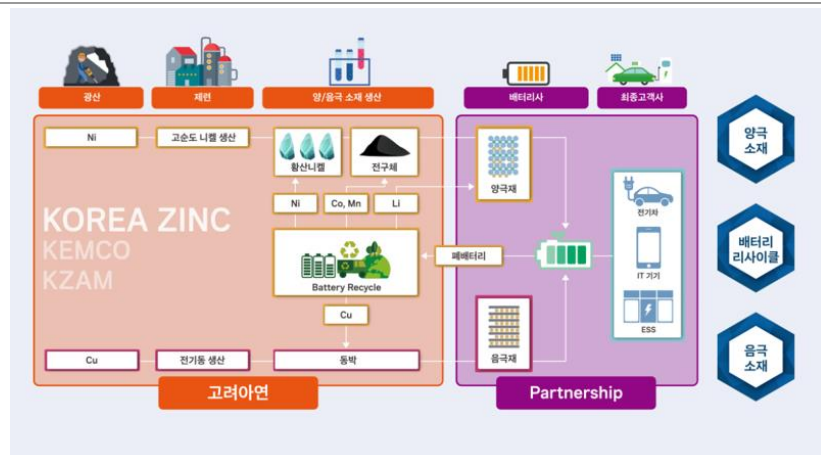 광산
제련
양/음극 소재 생산
배터리사
최종고객사
Ni
고순도 니켈 생산
황산니켈
전구체
양극재
양극
소재
KOREA ZINC
KEMCO
KZAM
Ni
Co, Mn
Li
전기차
Battery Recycle
폐배터리
IT 기기
배터리
리사이클
Cu
ESS
Cu
전기동 생산
동박
음극재
음극
소재
고려아연
Partnership